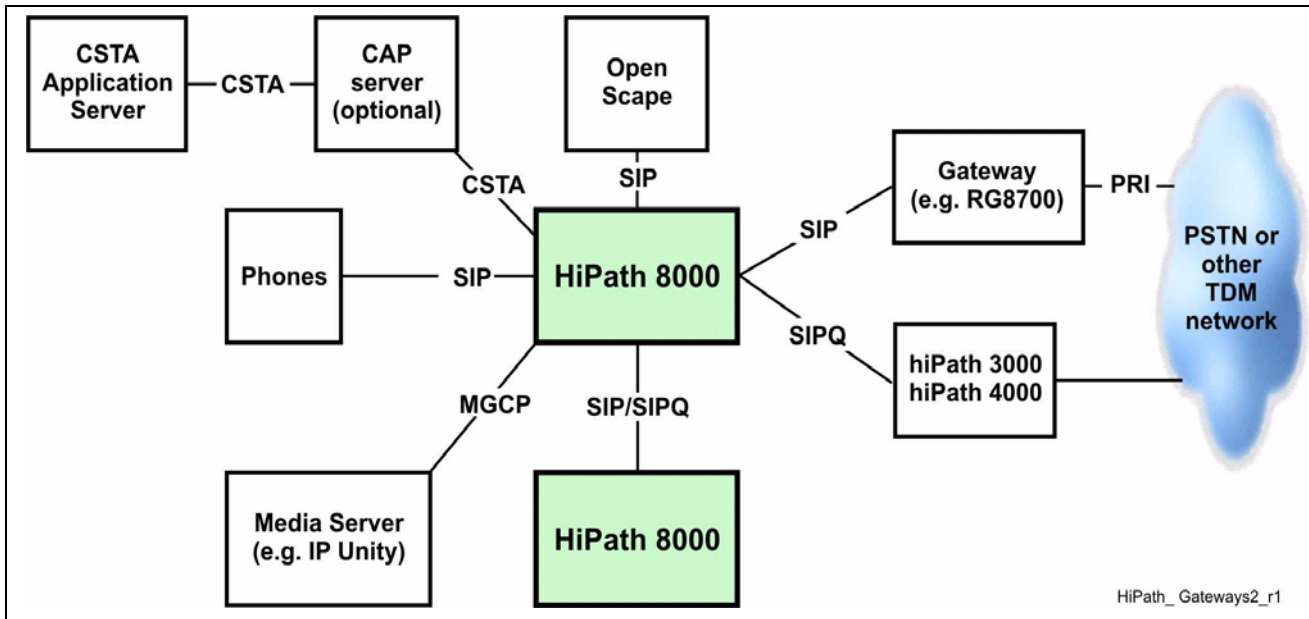 CSTA
Application
Server
CSTA
CAP
server
(optional)
Open
Scape
CSTA
SIP
Gateway
(e.g. RG8700)
PRI
SIP
PSTN or
other
TDM
network
Phones
SIP
HiPath 8000
SIPQ
hiPath 3000
hiPath 4000
MGCP
SIP/SIPQ
Media Server
(e.g. IP Unity)
HiPath 8000
HiPath_ Gateways2_r1